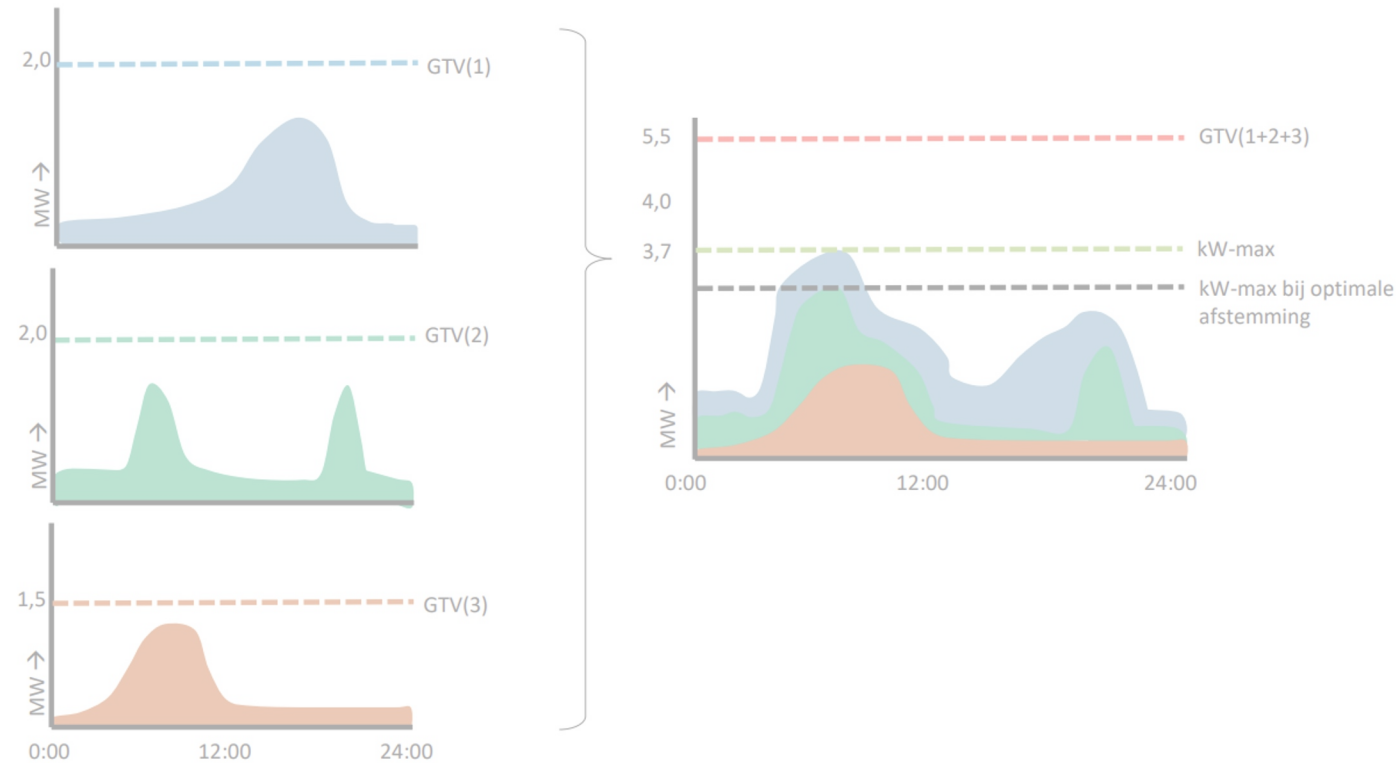 2,0
GTV(1)
MW →
2,0
GTV(2)
MW →
1,5
GTV(3)
MW →
0:00
12:00
24:00
5,5
GTV(1+2+3)
4,0
3,7
kW-max
kW-max bij optimale
afstemming
MW →
0:00
12:00
24:00